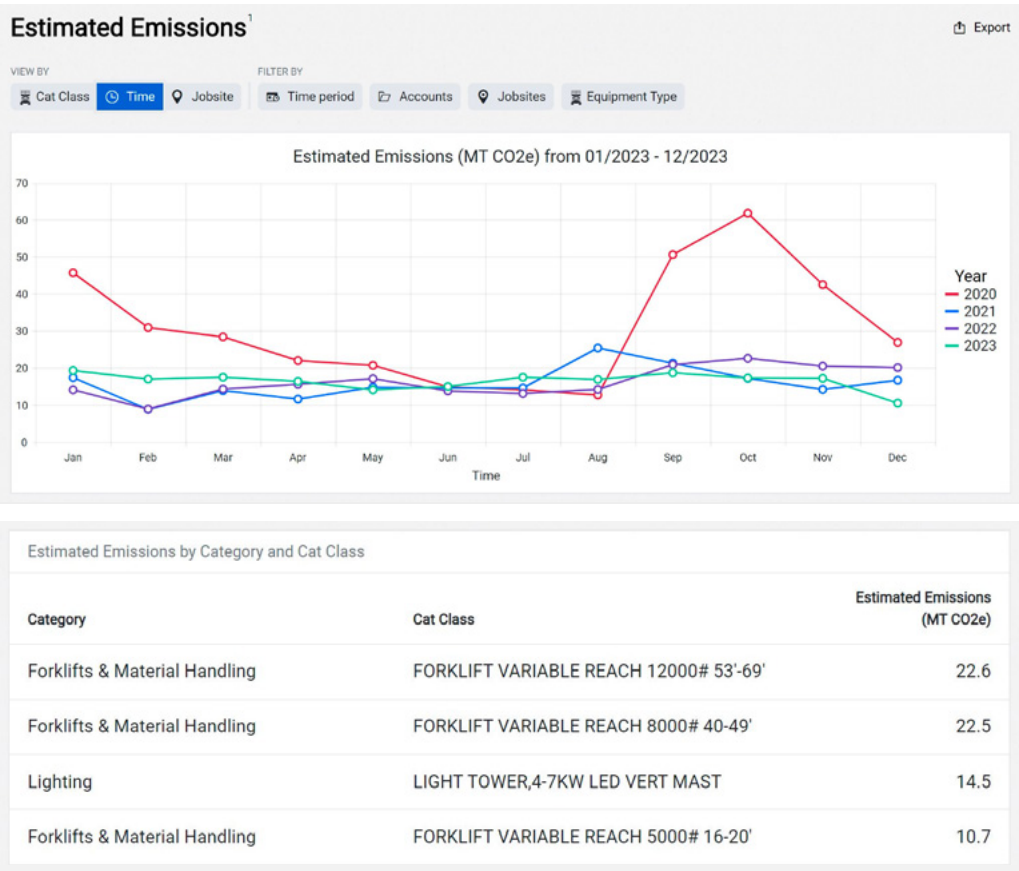 Estimated Emissions1
Export
VIEW BY
FILTER BY
Cat Class Time Jobsite Time period Accounts Jobsites Equipment Type
Estimated Emissions (MT CO2e) from 01/2023 - 12/2023
70
60
50
40
30
20
10
0
Jan Feb Mar Apr May Jun Jul Aug Sep Oct Nov Dec
Time
Year
2020
2021
2022
2023
Estimated Emissions by Category and Cat Class
Category Cat Class Estimated Emissions
(MT CO2e)
Forklifts & Material Handling FORKLIFT VARIABLE REACH 12000# 53'-69' 22.6
Forklifts & Material Handling FORKLIFT VARIABLE REACH 8000# 40-49' 22.5
Lighting LIGHT TOWER,4-7KW LED VERT MAST 14.5
Forklifts & Material Handling FORKLIFT VARIABLE REACH 5000# 16-20' 10.7